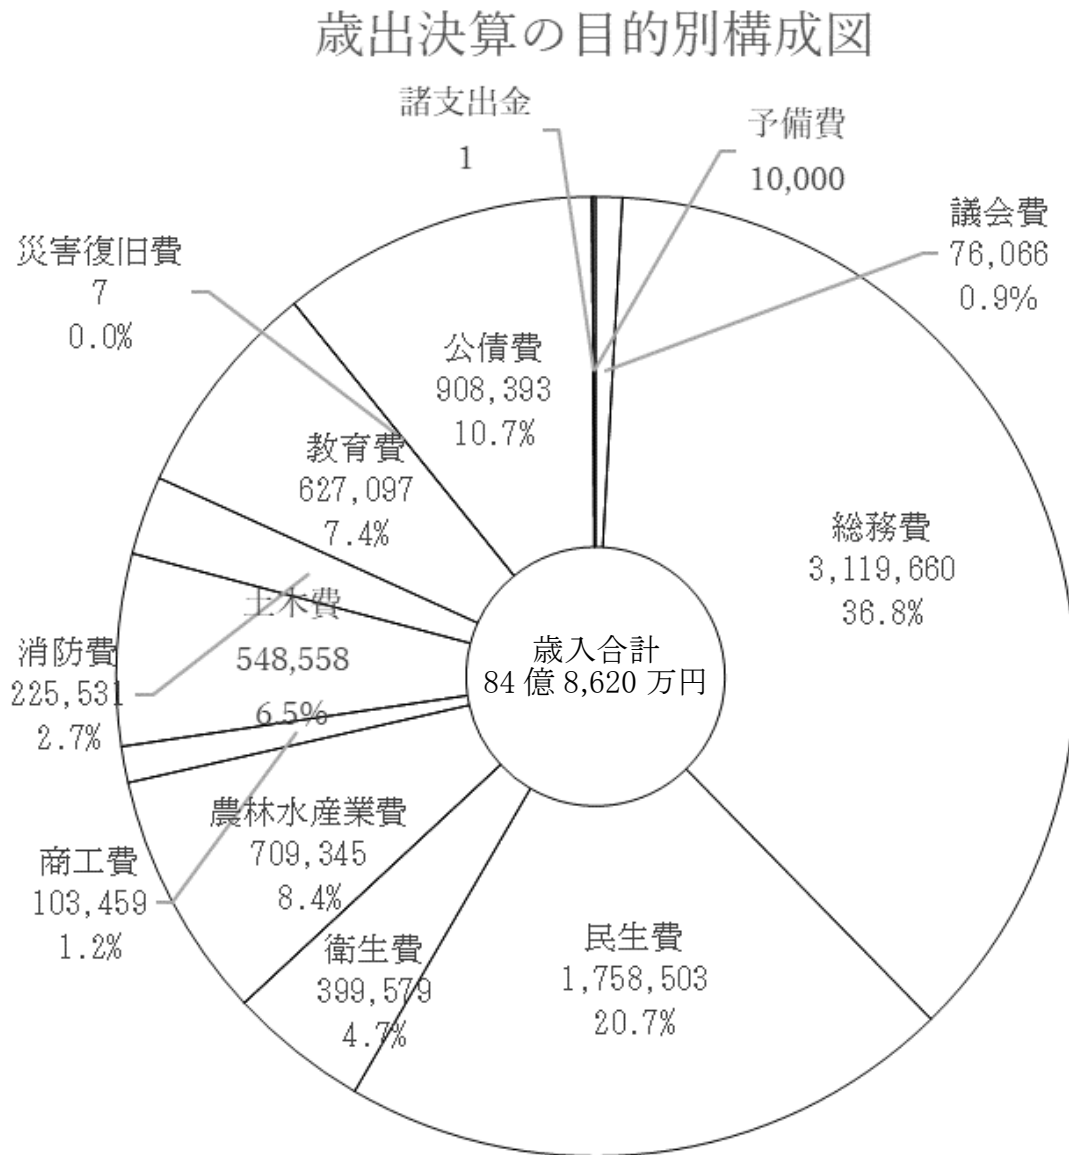 歳出決算の目的別構成図
諸支出金
1
予備費
10,000
議会費
76,066
0.9%
災害復旧費
7
0.0%
公債費
908,393
10.7%
教育費
627,097
7.4%
総務費
3,119,660
36.8%
土木費
548,558
6.5%
消防費
225,531
2.7%
歳入合計
84 億 8,620 万円
農林水産業費
709,345
8.4%
商工費
103,459
1.2%
衛生費
399,579
4.7%
民生費
1,758,503
20.7%